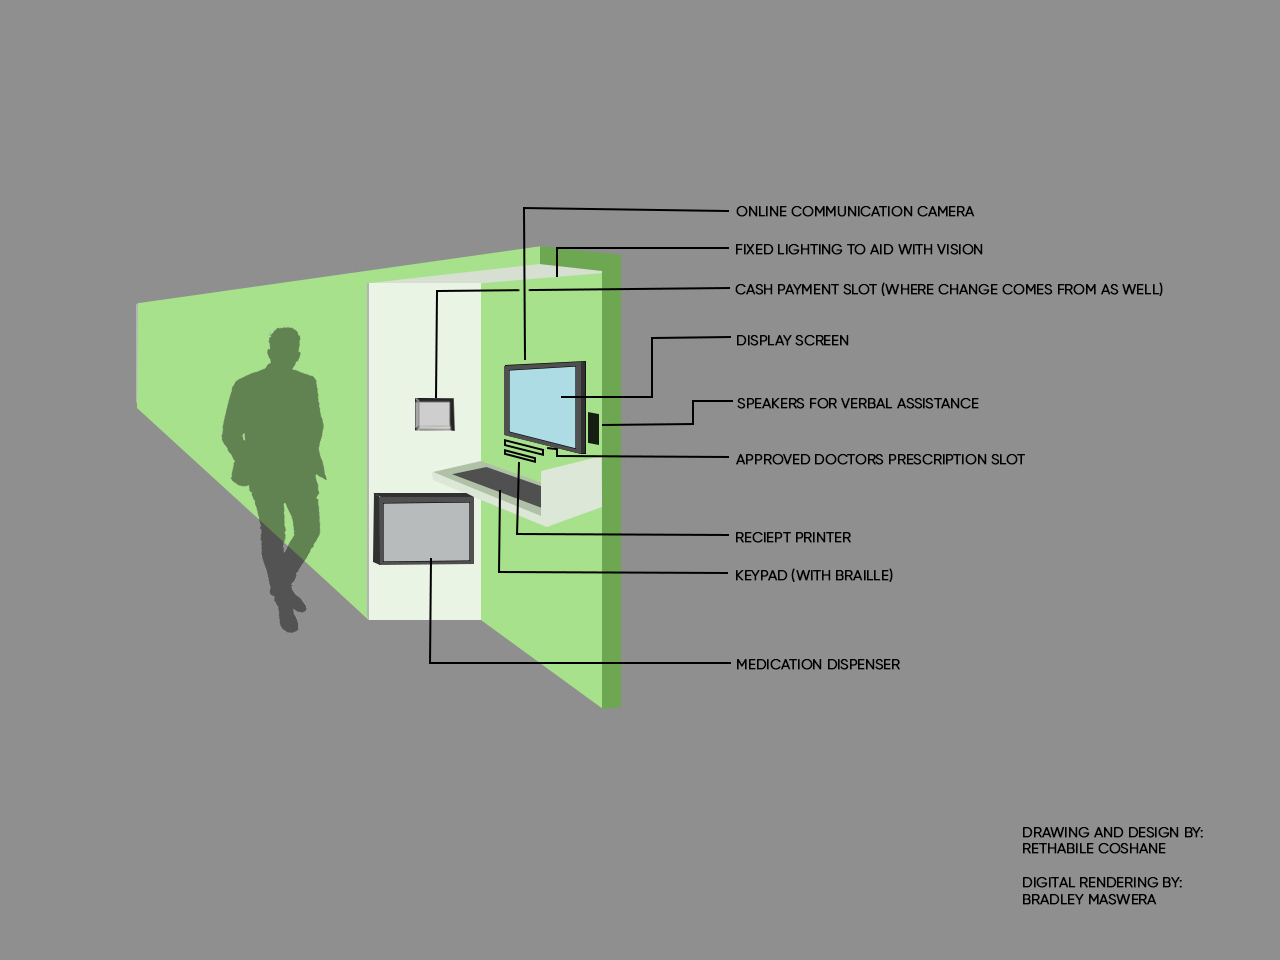 ONLINE COMMUNICATION CAMERA
FIXED LIGHTING TO AID WITH VISION
CASH PAYMENT SLOT (WHERE CHANGE COMES FROM AS WELL)
DISPLAY SCREEN
SPEAKERS FOR VERBAL ASSISTANCE
APPROVED DOCTORS PRESCRIPTION SLOT
RECIEPT PRINTER
KEYPAD (WITH BRAILLE)
MEDICATION DISPENSER
DRAWING AND DESIGN BY:
RETHABILE COSHANE
DIGITAL RENDERING BY:
BRADLEY MASWERA